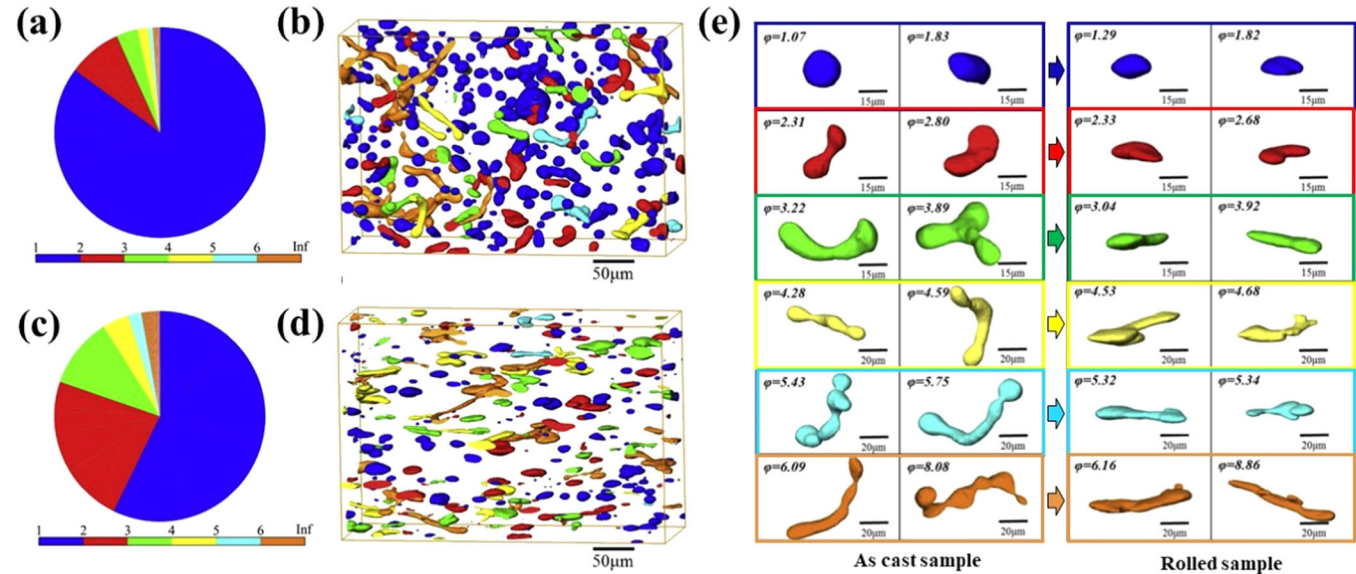 (a)
1 2 3 4 5 6 Inf
(b)
50μm
(c)
1 2 3 4 5 6 Inf
(d)
50μm
(e)
φ=1.07 φ=1.83 φ=1.29 φ=1.82
15μm 15μm 15μm 15μm
φ=2.31 φ=2.80 φ=2.33 φ=2.68
15μm 15μm 15μm 15μm
φ=3.22 φ=3.89 φ=3.04 φ=3.92
15μm 15μm 15μm 15μm
φ=4.28 φ=4.59 φ=4.53 φ=4.68
20μm 20μm 20μm 20μm
φ=5.43 φ=5.75 φ=5.32 φ=5.34
20μm 20μm 20μm 20μm
φ=6.09 φ=8.08 φ=6.16 φ=8.86
20μm 20μm 20μm 20μm
As cast sample Rolled sample